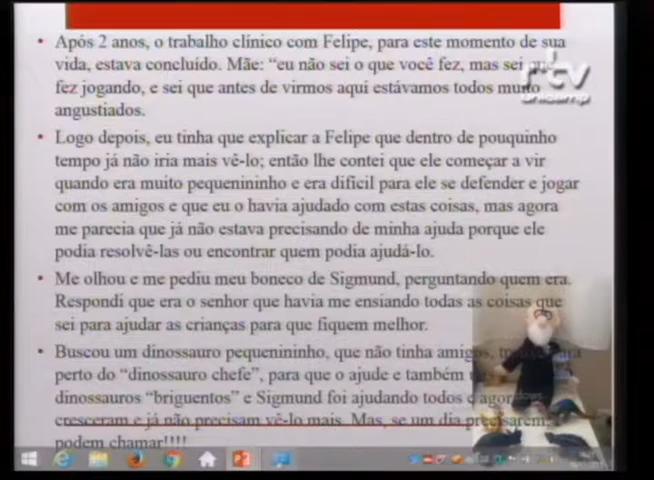 • Após 2 anos, o trabalho clínico com Felipe, para este momento de sua
vida, estava concluído. Mãe: “eu não sei o que você fez, mas sei que
rtv
fez jogando, e sei que antes de virmos aqui estávamos todos muito
unicamp
angustiados.
• Logo depois, eu tinha que explicar a Felipe que dentro de pouquinho
tempo já não iria mais vê-lo; então lhe contei que ele começar a vir
quando era muito pequenininho e era difícil para ele se defender e jogar
com os amigos e que eu o havia ajudado com estas coisas, mas agora
me parecia que já não estava precisando de minha ajuda porque ele
podia resolvê-las ou encontrar quem podia ajudá-lo.
• Me olhou e me pediu meu boneco de Sigmund, perguntando quem era.
Respondi que era o senhor que havia me ensiando todas as coisas que
sei para ajudar as crianças para que fiquem melhor.
• Buscou um dinossauro pequenininho, que não tinha amigos,
perto do “dinossauro chefe”, para que o ajude e também
dinossauros “briguentos” e Sigmund foi ajudando todos e agora
cresceram e já não precisam vê-lo mais. Mas, se um dia precisarem,
podem chamar!!!!